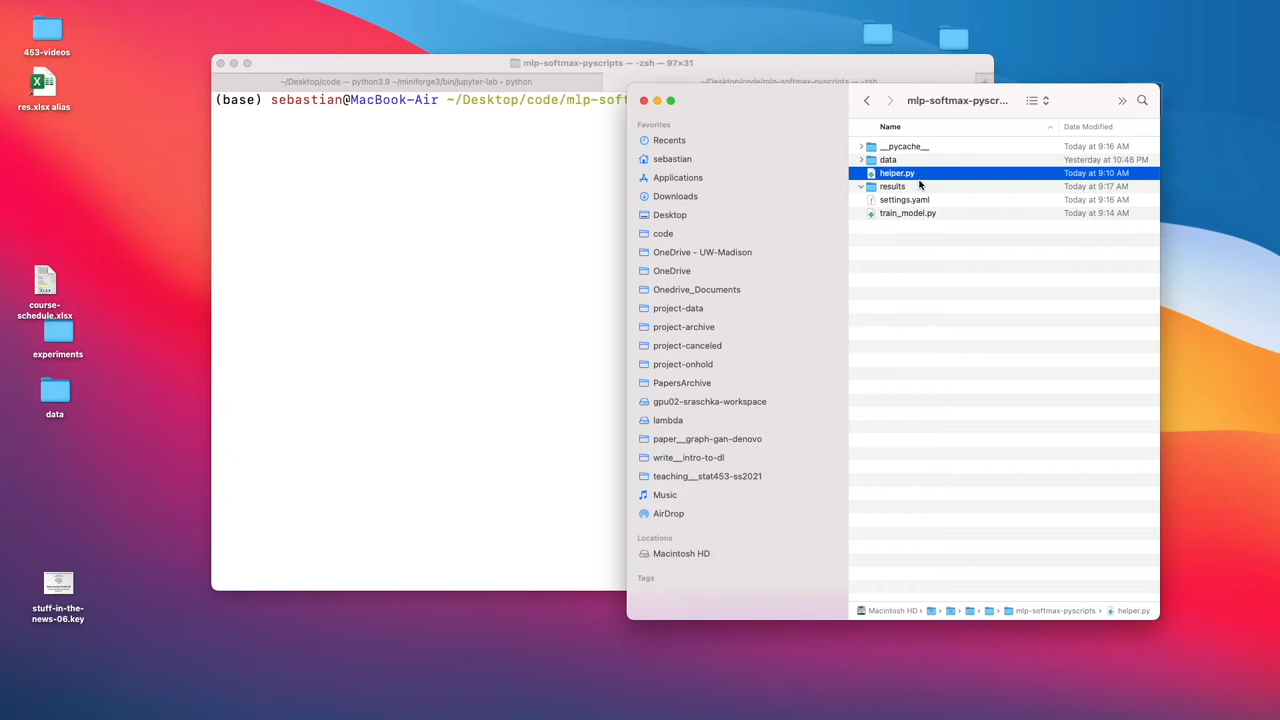 453-videos
res.xlsx alias
course-
schedule.xlsx
experiments
data
stuff-in-the-
news-06.key
mlp-softmax-pyscripts — -zsh — 97×31
~/Desktop/code — python3.9 ~/miniforge3/bin/jupyter-lab • python
~/Desktop/code/mlp-softmax-pyscripts — -zsh
(base) sebastian@MacBook-Air ~/Desktop/code/mlp-soft
mlp-softmax-pyscr...
Favorites
Recents
sebastian
Applications
Downloads
Desktop
code
OneDrive - UW-Madison
OneDrive
Onedrive_Documents
project-data
project-archive
project-canceled
project-onhold
PapersArchive
gpu02-sraschka-workspace
lambda
paper__graph-gan-denovo
write__intro-to-dl
teaching__stat453-ss2021
Music
AirDrop
Locations
Macintosh HD
Tags
Name Date Modified
__pycache__ Today at 9:16 AM
data Yesterday at 10:48 PM
helper.py Today at 9:10 AM
results Today at 9:17 AM
settings.yaml Today at 9:16 AM
train_model.py Today at 9:14 AM
Macintosh HD › › › › › mlp-softmax-pyscripts › helper.py